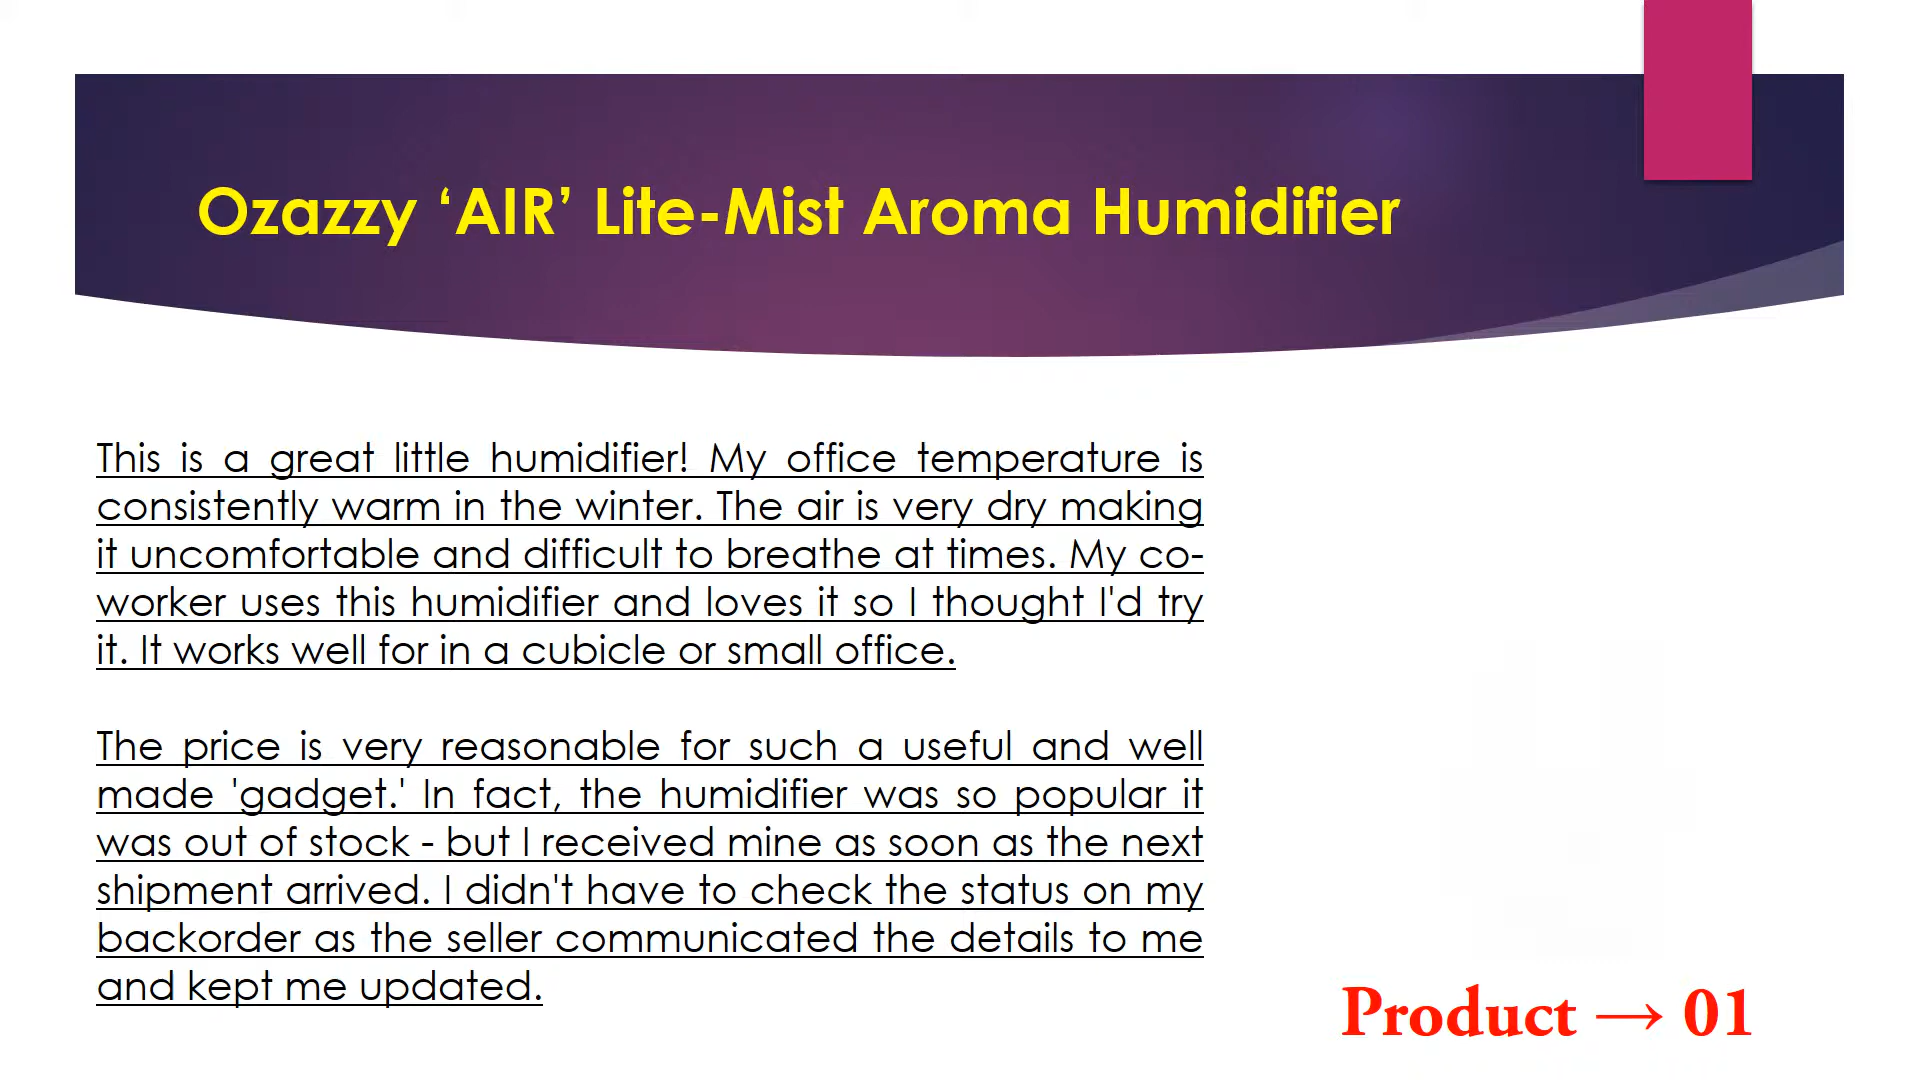 Ozazzy ‘AIR’ Lite-Mist Aroma Humidifier
This is a great little humidifier! My office temperature is
consistently warm in the winter. The air is very dry making
it uncomfortable and difficult to breathe at times. My co-
worker uses this humidifier and loves it so I thought I'd try
it. It works well for in a cubicle or small office.
The price is very reasonable for such a useful and well
made 'gadget.' In fact, the humidifier was so popular it
was out of stock - but I received mine as soon as the next
shipment arrived. I didn't have to check the status on my
backorder as the seller communicated the details to me
and kept me updated.
Product → 01